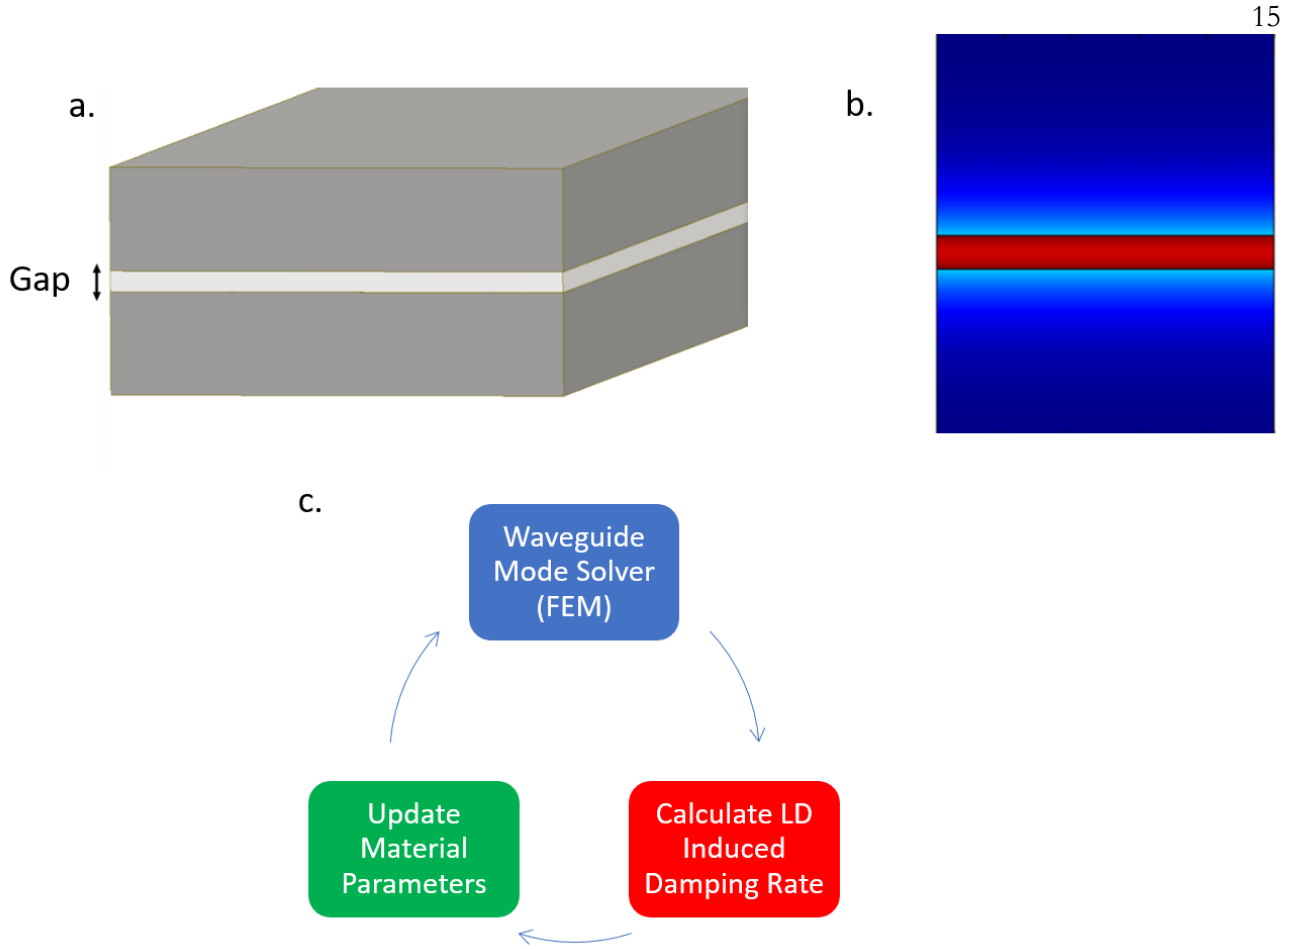 15
a.
b.
Gap
c.
Waveguide
Mode Solver
(FEM)
Update
Material
Parameters
Calculate LD
Induced
Damping Rate